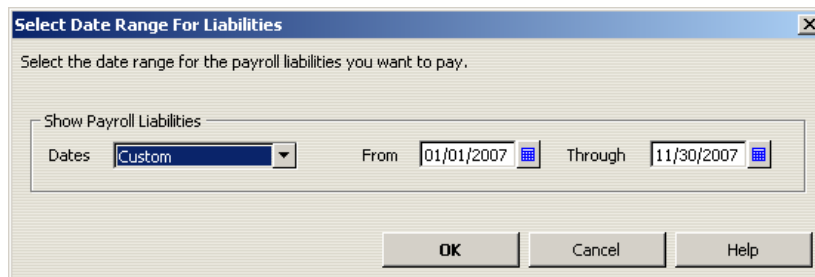 Select Date Range For Liabilities
Select the date range for the payroll liabilities you want to pay.
Show Payroll Liabilities
Dates Custom From 01/01/2007 Through 11/30/2007
OK Cancel Help